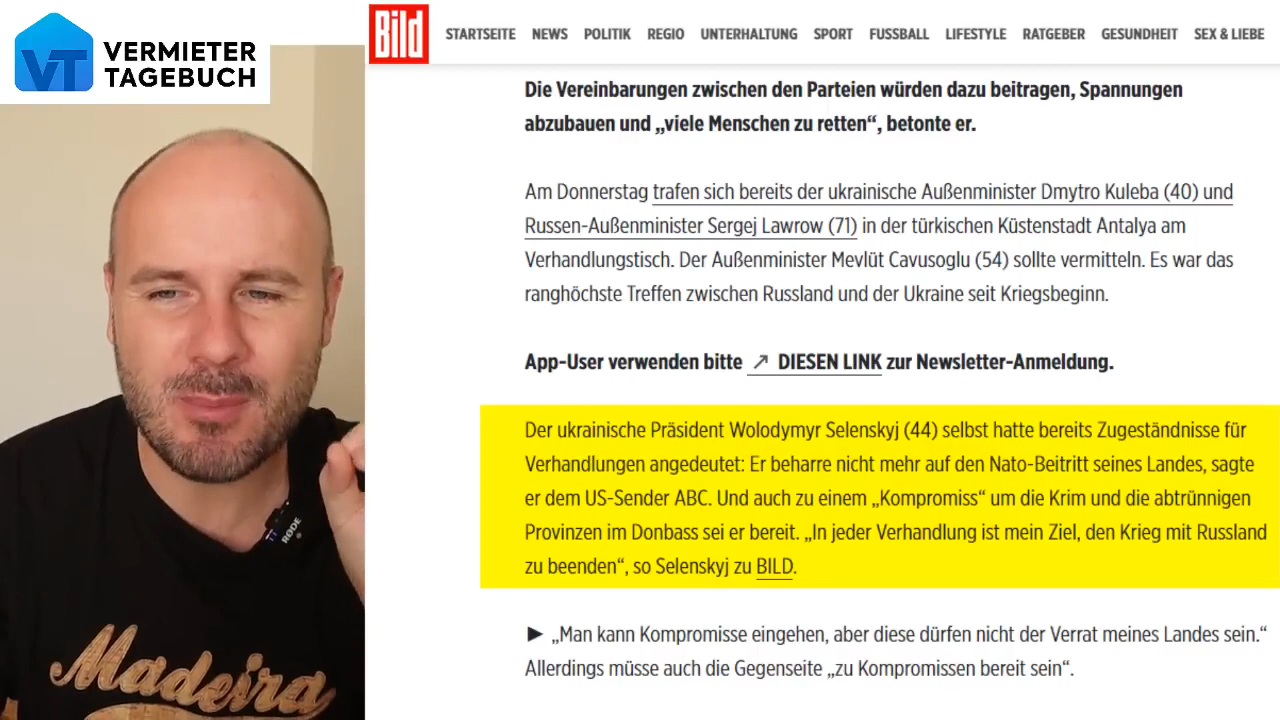 VERMIETER
TAGEBUCH
VT
Bild
STARTSEITE NEWS POLITIK REGIO UNTERHALTUNG SPORT FUSSBALL LIFESTYLE RATGEBER GESUNDHEIT SEX & LIEBE
Die Vereinbarungen zwischen den Parteien würden dazu beitragen, Spannungen
abzubauen und „viele Menschen zu retten“, betonte er.
Am Donnerstag trafen sich bereits der ukrainische Außenminister Dmytro Kuleba (40) und
Russen-Außenminister Sergej Lawrow (71) in der türkischen Küstenstadt Antalya am
Verhandlungstisch. Der Außenminister Mevlüt Cavusoglu (54) sollte vermitteln. Es war das
ranghöchste Treffen zwischen Russland und der Ukraine seit Kriegsbeginn.
App-User verwenden bitte ↗ DIESEN LINK zur Newsletter-Anmeldung.
Der ukrainische Präsident Wolodymyr Selenskyj (44) selbst hatte bereits Zugeständnisse für
Verhandlungen angedeutet: Er beharre nicht mehr auf den Nato-Beitritt seines Landes, sagte
er dem US-Sender ABC. Und auch zu einem „Kompromiss“ um die Krim und die abtrünnigen
Provinzen im Donbass sei er bereit. „In jeder Verhandlung ist mein Ziel, den Krieg mit Russland
zu beenden“, so Selenskyj zu BILD.
► „Man kann Kompromisse eingehen, aber diese dürfen nicht der Verrat meines Landes sein.“
Allerdings müsse auch die Gegenseite „zu Kompromissen bereit sein“.
RODE
Madeira